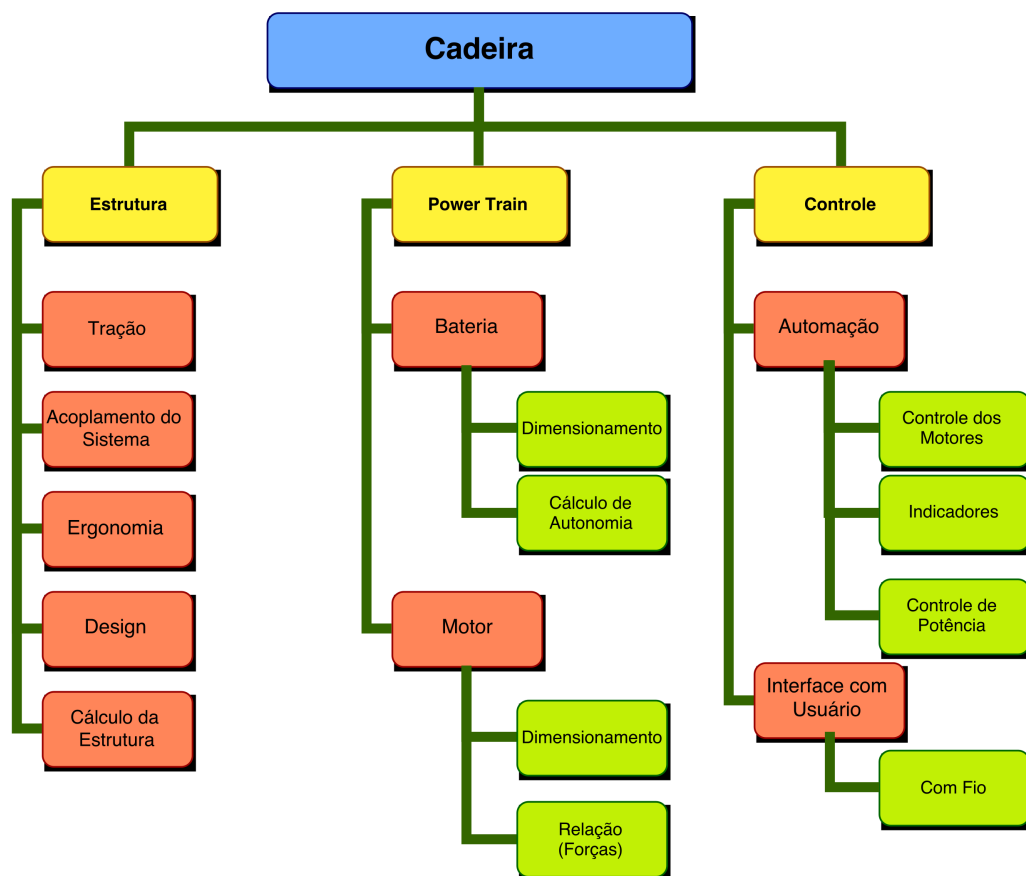 Cadeira
Estrutura
Power Train
Controle
Tração
Acoplamento do
Sistema
Ergonomia
Design
Cálculo da
Estrutura
Bateria
Dimensionamento
Cálculo de
Autonomia
Motor
Dimensionamento
Relação
(Forças)
Automação
Controle dos
Motores
Indicadores
Controle de
Potência
Interface com
Usuário
Com Fio